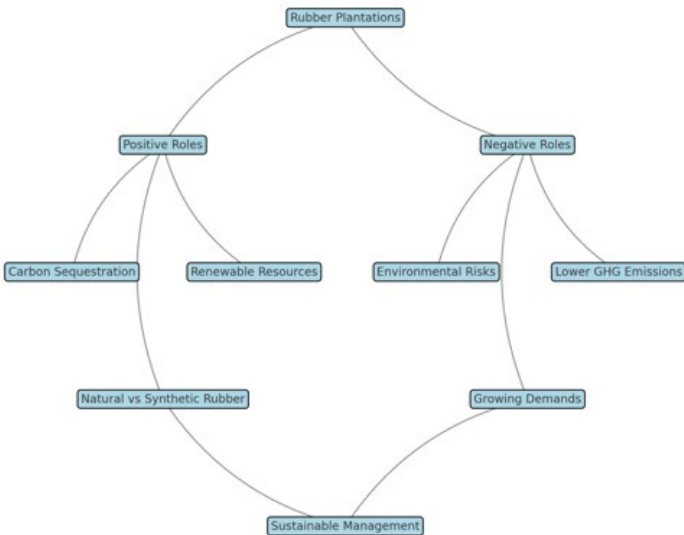 Rubber Plantations
Positive Roles
Negative Roles
Carbon Sequestration
Renewable Resources
Environmental Risks
Lower GHG Emissions
Natural vs Synthetic Rubber
Growing Demands
Sustainable Management